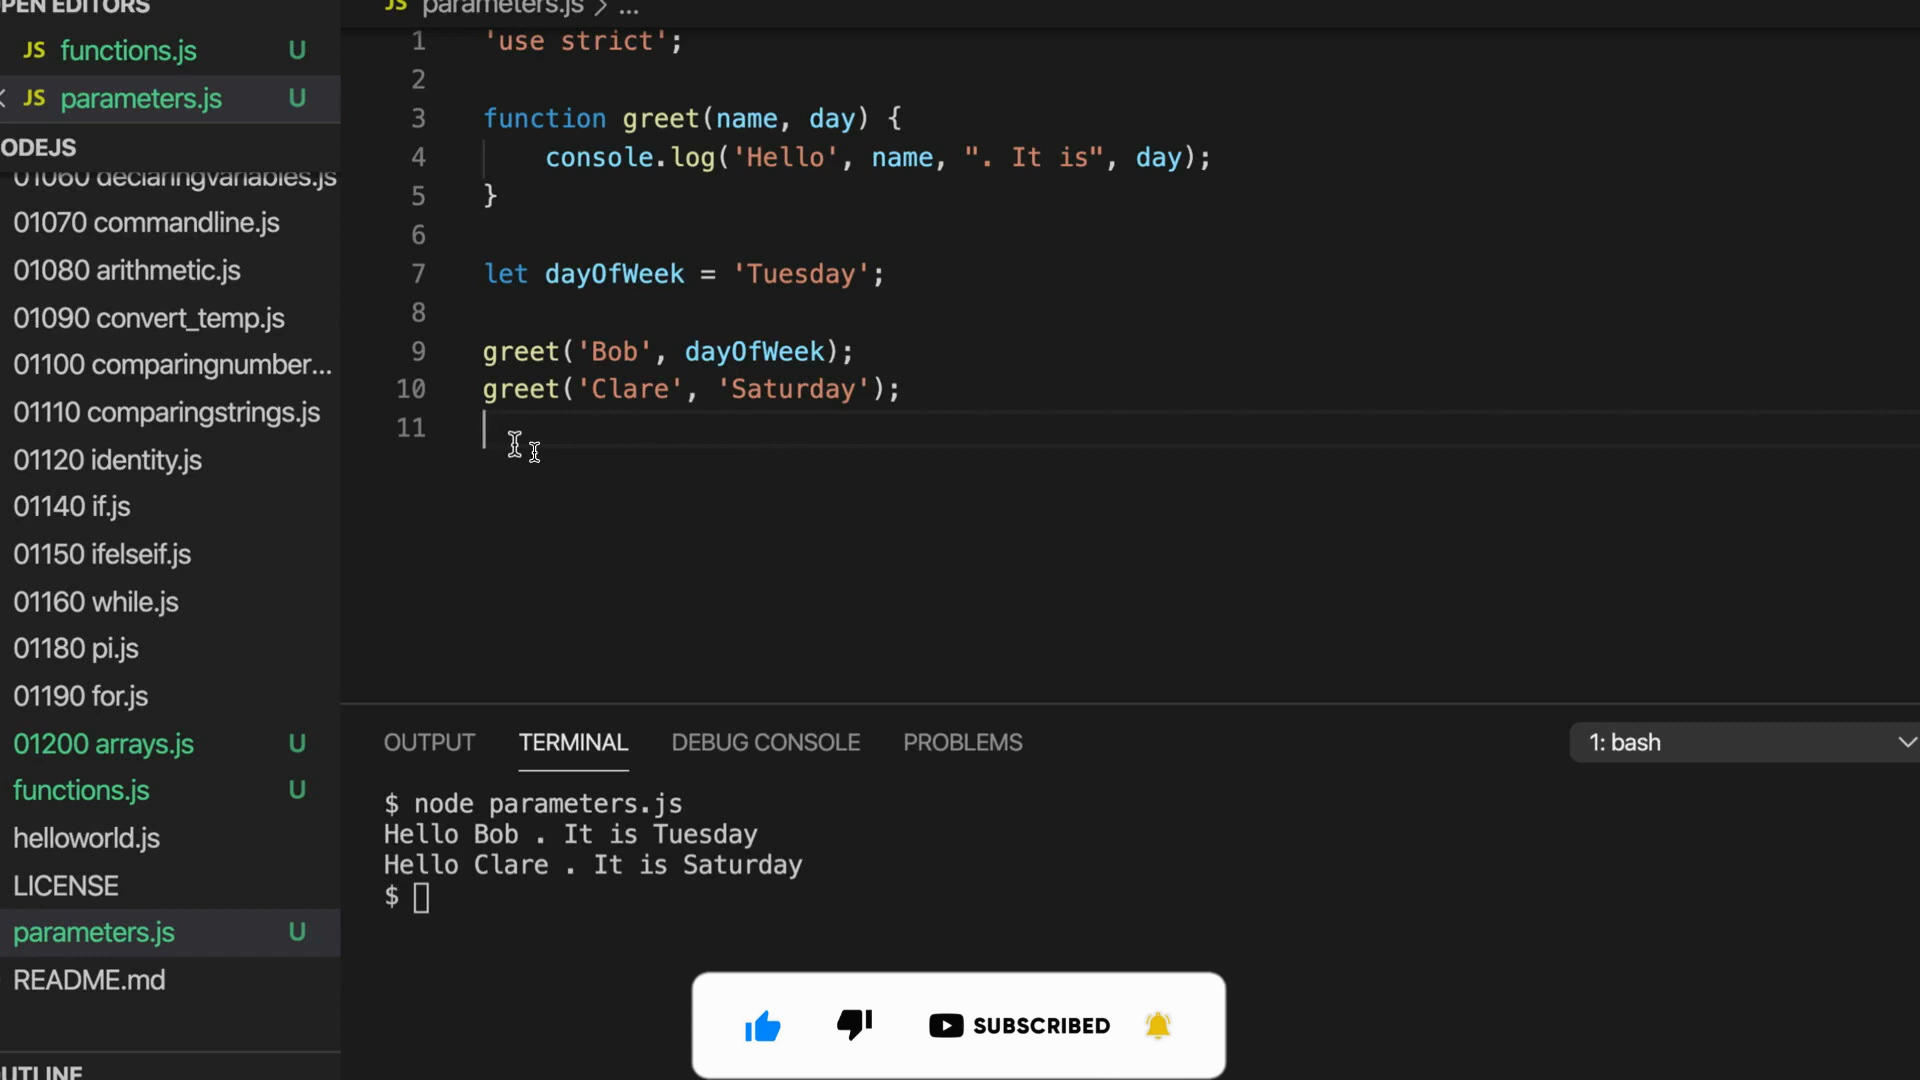 PEN EDITORS
JS functions.js U
JS parameters.js U
ODEJS
01060 declaringvariables.js
01070 commandline.js
01080 arithmetic.js
01090 convert_temp.js
01100 comparingnumber...
01110 comparingstrings.js
01120 identity.js
01140 if.js
01150 ifelseif.js
01160 while.js
01180 pi.js
01190 for.js
01200 arrays.js U
functions.js U
helloworld.js
LICENSE
parameters.js U
README.md
UTLINE
JS parameters.js > ...
1 'use strict';
2
3 function greet(name, day) {
4 console.log('Hello', name, ". It is", day);
5 }
6
7 let dayOfWeek = 'Tuesday';
8
9 greet('Bob', dayOfWeek);
10 greet('Clare', 'Saturday');
11
OUTPUT TERMINAL DEBUG CONSOLE PROBLEMS 1: bash
$ node parameters.js
Hello Bob . It is Tuesday
Hello Clare . It is Saturday
$
SUBSCRIBED